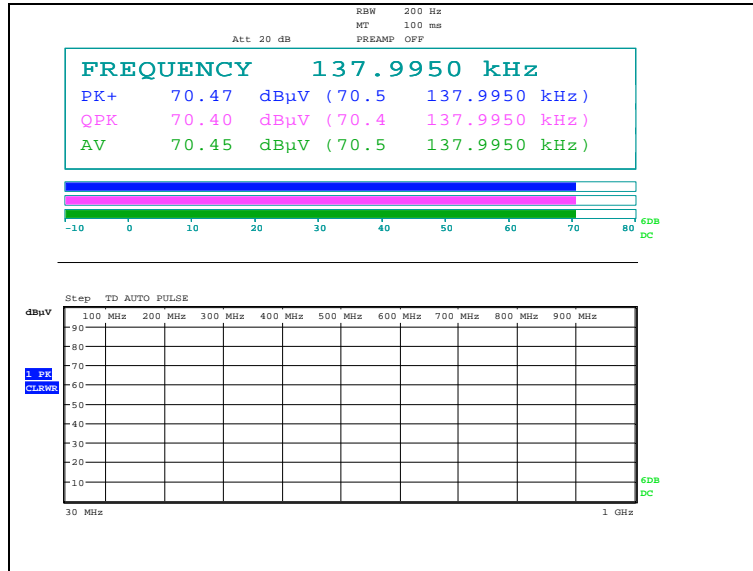 RBW 200 Hz
MT 100 ms
Att 20 dB PREAMP OFF
FREQUENCY 137.9950 kHz
PK+ 70.47 dBµV (70.5 137.9950 kHz)
QPK 70.40 dBµV (70.4 137.9950 kHz)
AV 70.45 dBµV (70.5 137.9950 kHz)
-10 0 10 20 30 40 50 60 70 80
6DB
DC
Step TD AUTO PULSE
dBµV
100 MHz 200 MHz 300 MHz 400 MHz 500 MHz 600 MHz 700 MHz 800 MHz 900 MHz
90
80
70
1 PK
60
CLRWR
50
40
30
20
10
6DB
DC
30 MHz 1 GHz